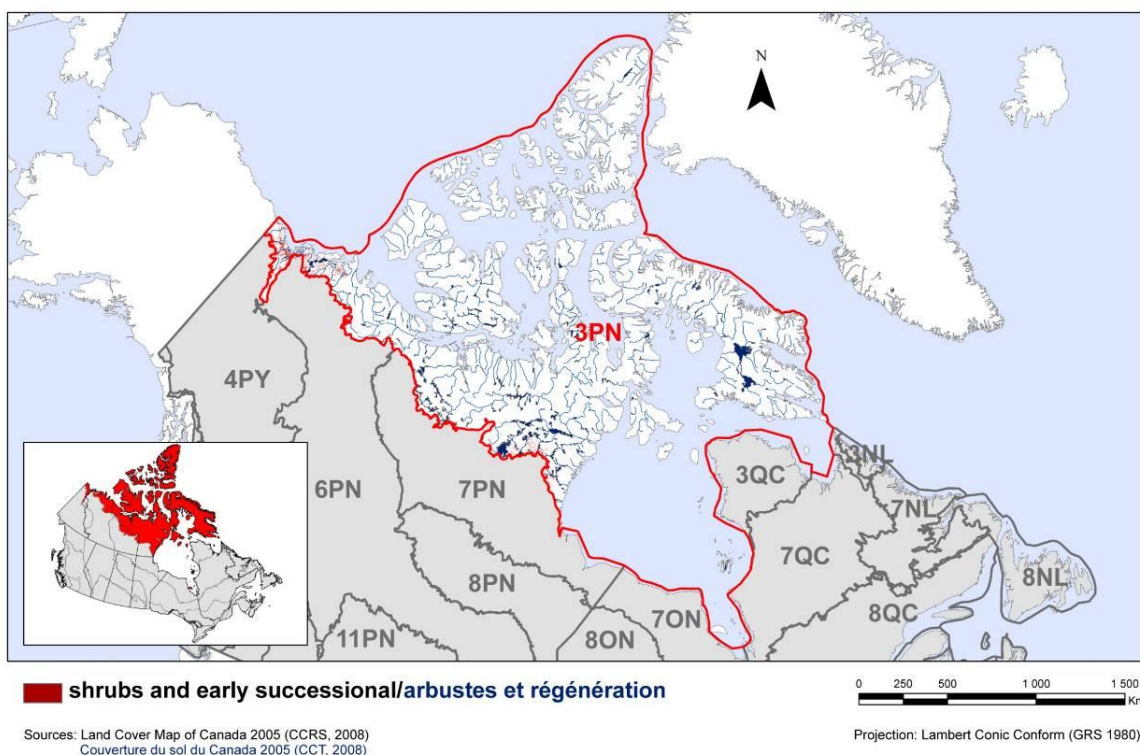 N
3PN
4PY
3QC
3NL
6PN
7PN
7NL
7QC
8NL
8PN
7ON
8QC
11PN
8ON
shrubs and early successional/arbustes et régénération
0 250 500 1 000 1 500
Km
Sources: Land Cover Map of Canada 2005 (CCRS, 2008)
Couverture du sol du Canada 2005 (CCT, 2008)
Projection: Lambert Conic Conform (GRS 1980)